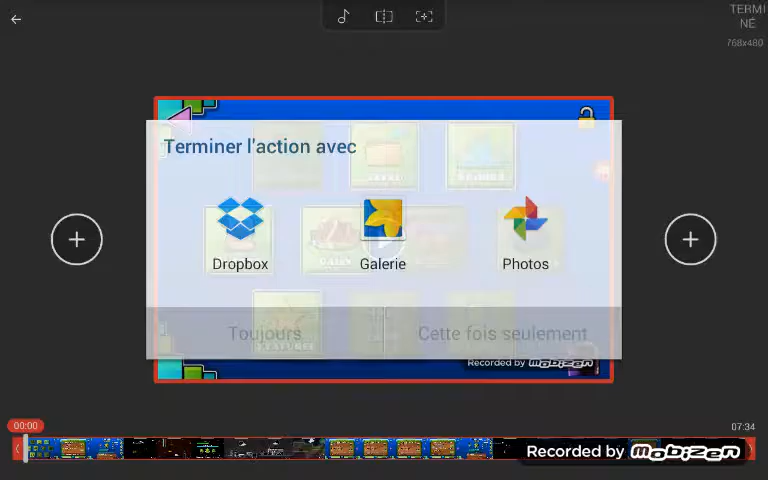 TERMI
NÉ
768x480
Terminer l'action avec
Dropbox
Galerie
Photos
Toujours
Cette fois seulement
Recorded by mobizen
00:00
07:34
Recorded by mobizen